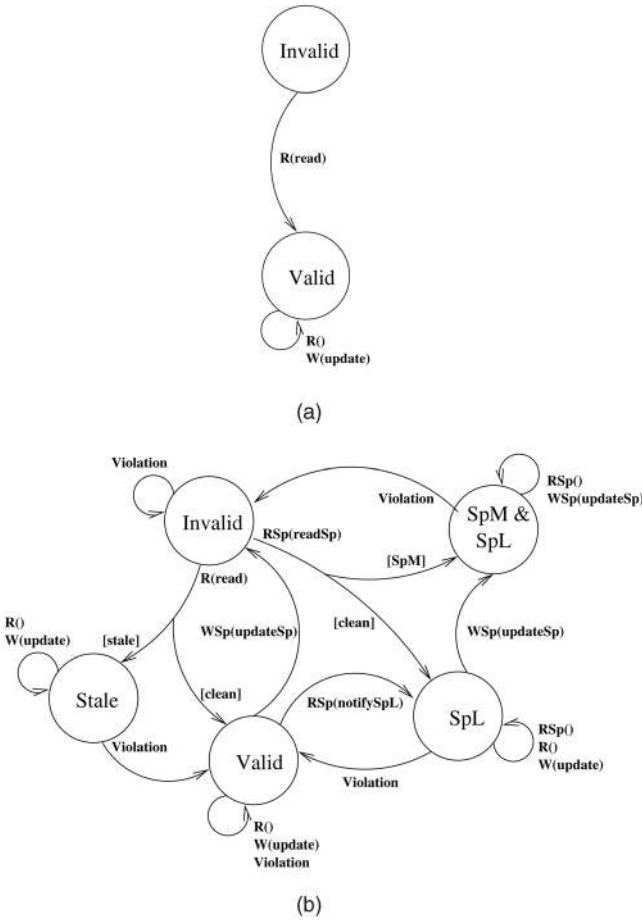 Invalid
R(read)
Valid
R()
W(update)
(a)
Violation
Invalid
RSp(readSp)
R(read)
Violation
RSp()
WSp(updateSp)
SpM &
SpL
[SpM]
R()
W(update)
[stale]
WSp(updateSp)
[clean]
WSp(updateSp)
Stale
[clean]
RSp(notifySpL)
SpL
Violation
Valid
Violation
RSp()
R()
W(update)
R()
W(update)
Violation
(b)